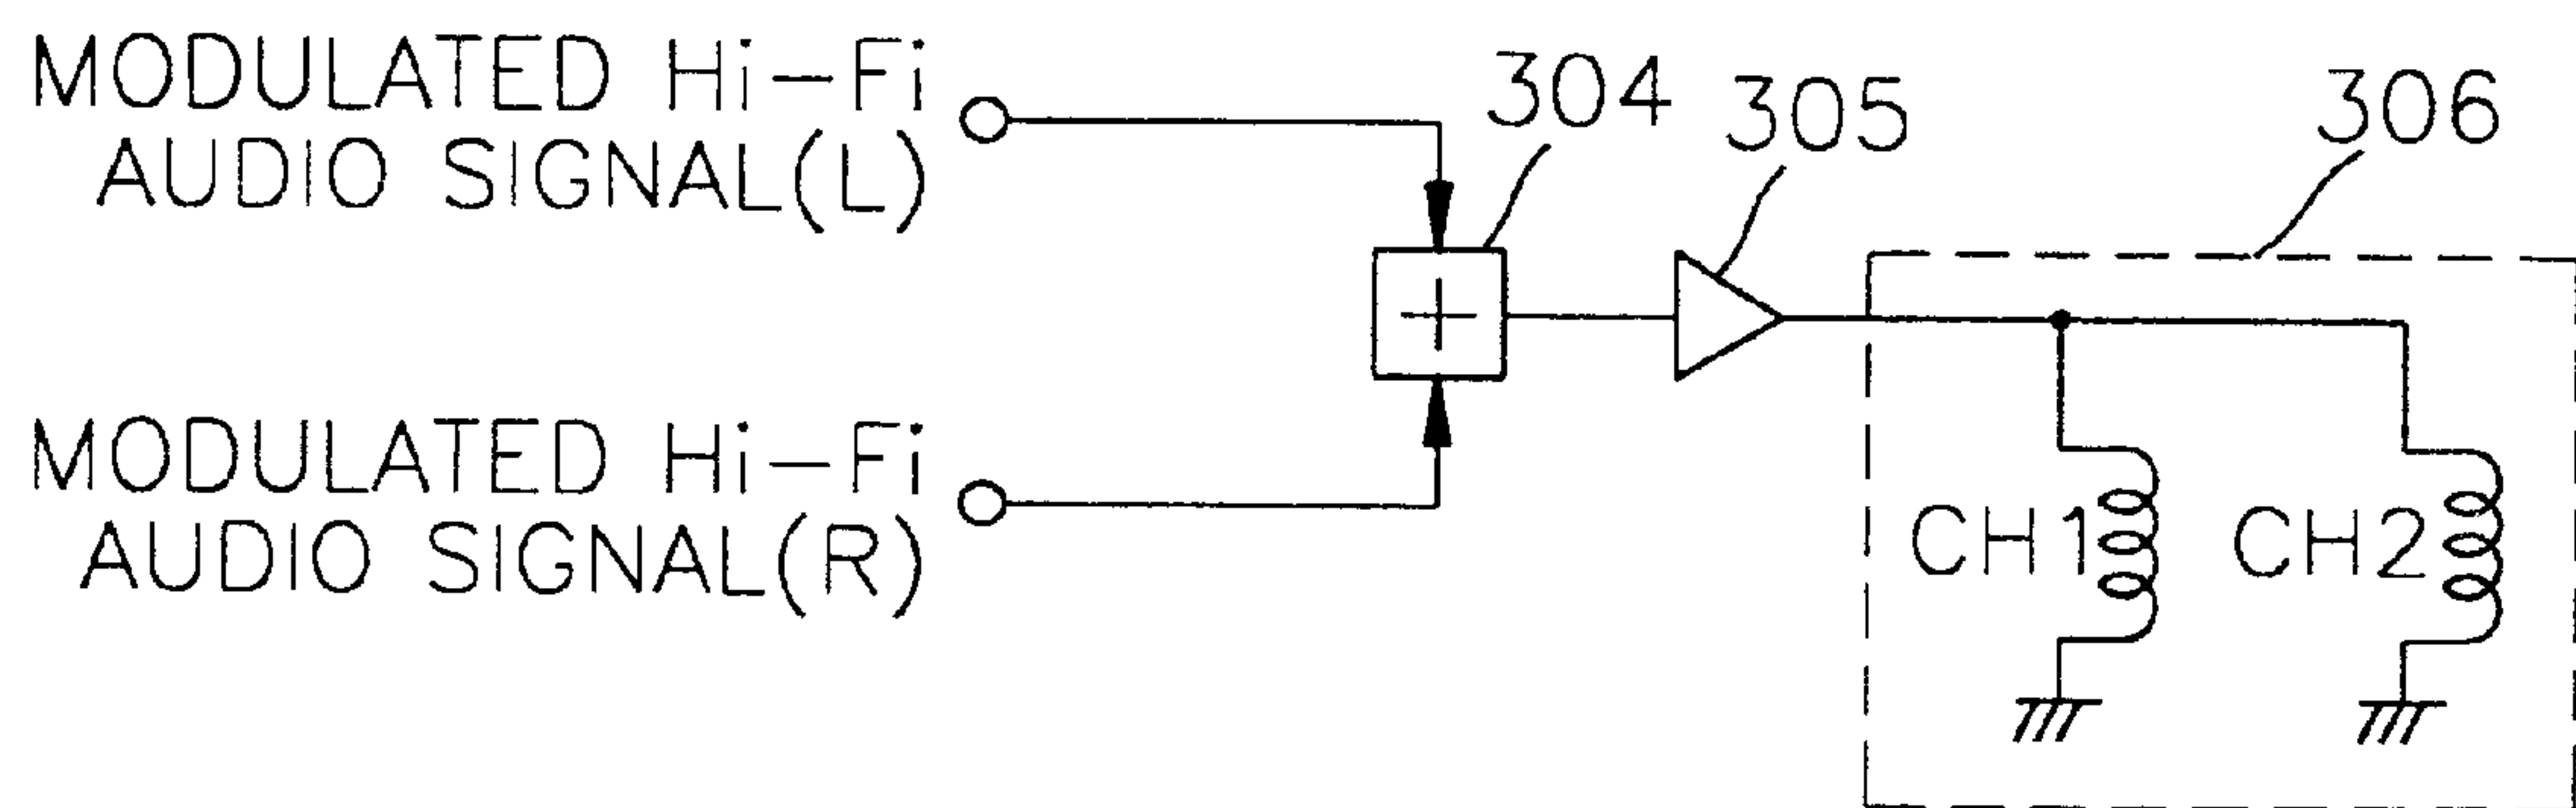 MODULATED Hi-Fi
AUDIO SIGNAL(L)
304
305
306
MODULATED Hi-Fi
AUDIO SIGNAL(R)
CH1
CH2